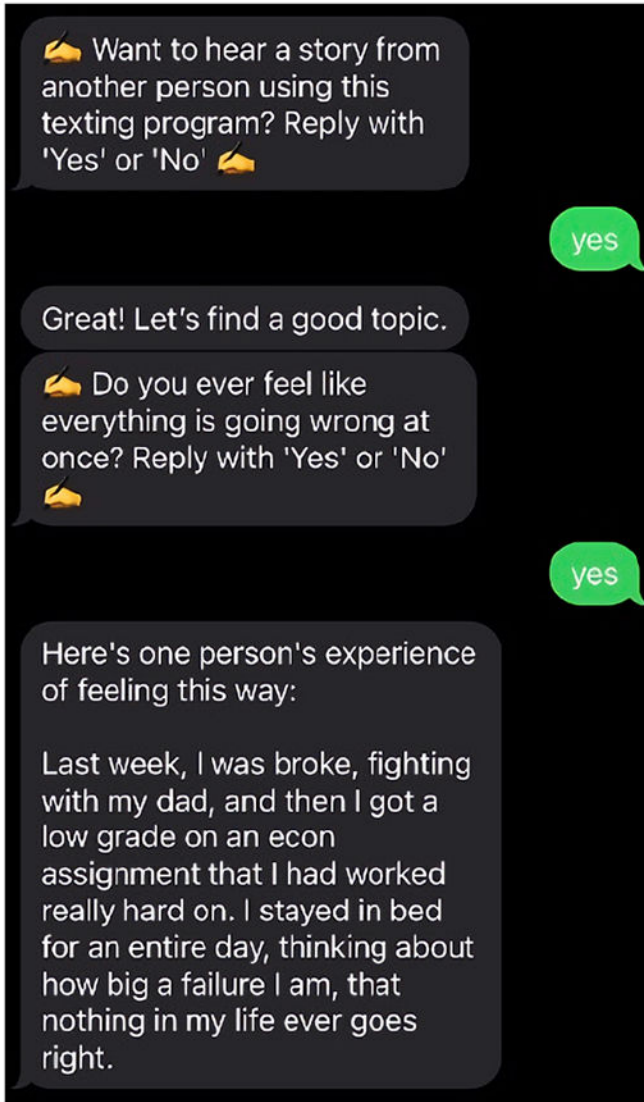 ✍️ Want to hear a story from
another person using this
texting program? Reply with
'Yes' or 'No' ✍️
yes
Great! Let's find a good topic.
✍️ Do you ever feel like
everything is going wrong at
once? Reply with 'Yes' or 'No'
✍️
yes
Here's one person's experience
of feeling this way:
Last week, I was broke, fighting
with my dad, and then I got a
low grade on an econ
assignment that I had worked
really hard on. I stayed in bed
for an entire day, thinking about
how big a failure I am, that
nothing in my life ever goes
right.